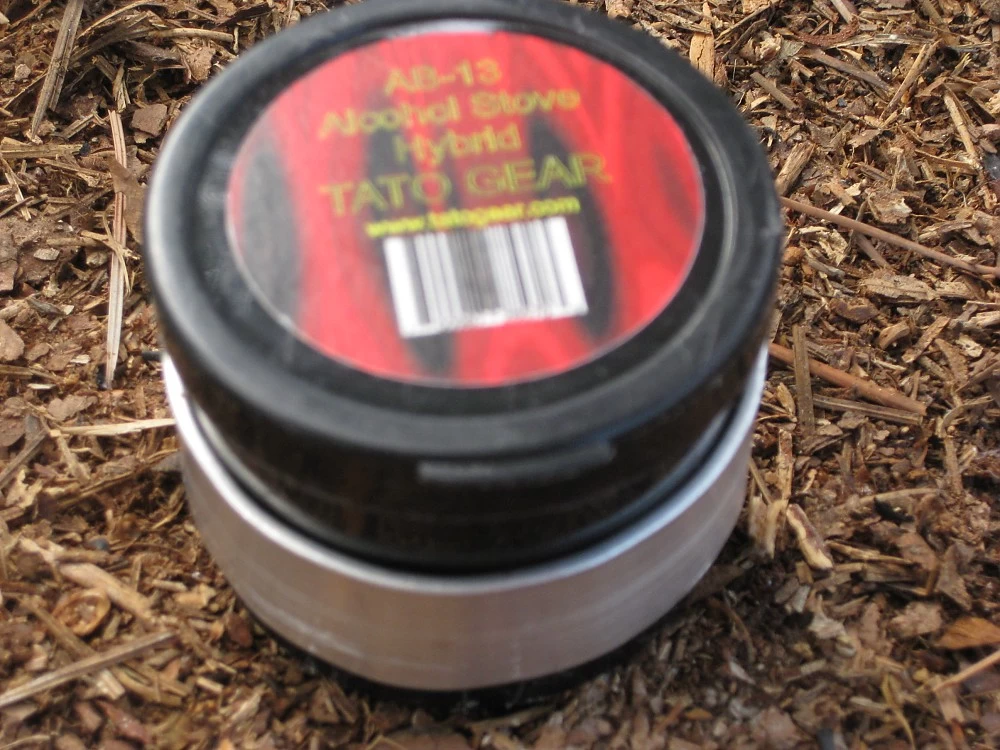 AB-13
Alcohol Stove
Hybrid
TATO GEAR
www.tatogear.com